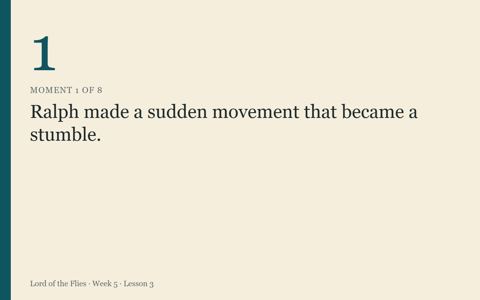 1
MOMENT 1 OF 8
Ralph made a sudden movement that became a
stumble.
Lord of the Flies · Week 5 · Lesson 3